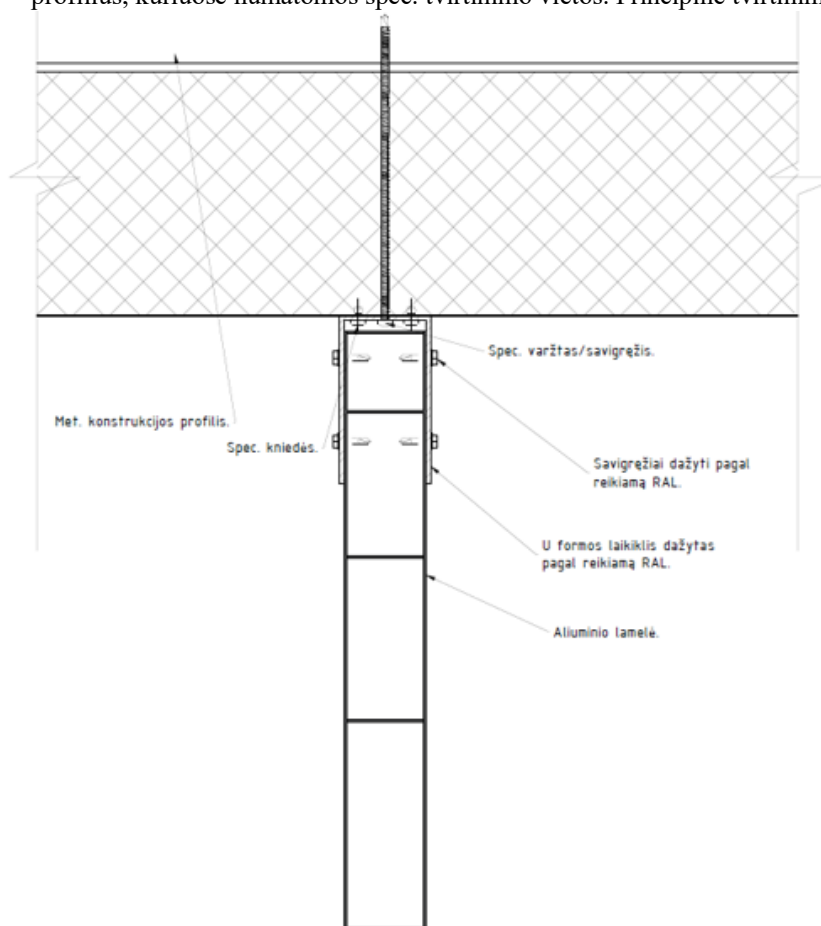 profilius, kuriuose numatomos spec. tvirtinimo vietos. Principinė
Spec. varžtas/savigręžis.
Met. konstrukcijos profilis.
Spec. kniedės.
Savigręžiai dažyti pagal
reikiamą RAL.
U formos laikiklis dažytas
pagal reikiamą RAL.
Aliuminio lamelė.